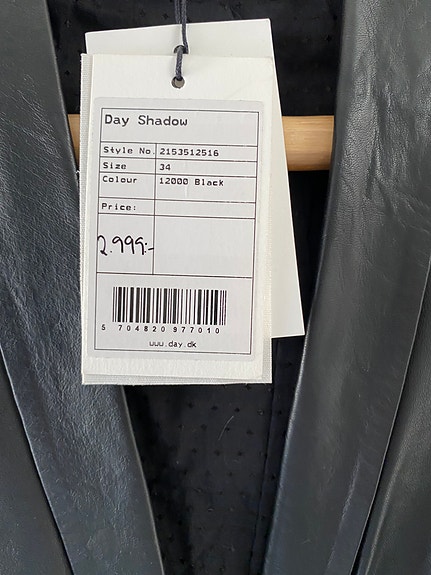 Day Shadow
Style No. 2153512516
Size 34
Colour 12000 Black
Price:
2.999:-
5 704820 977010
www.day.dk